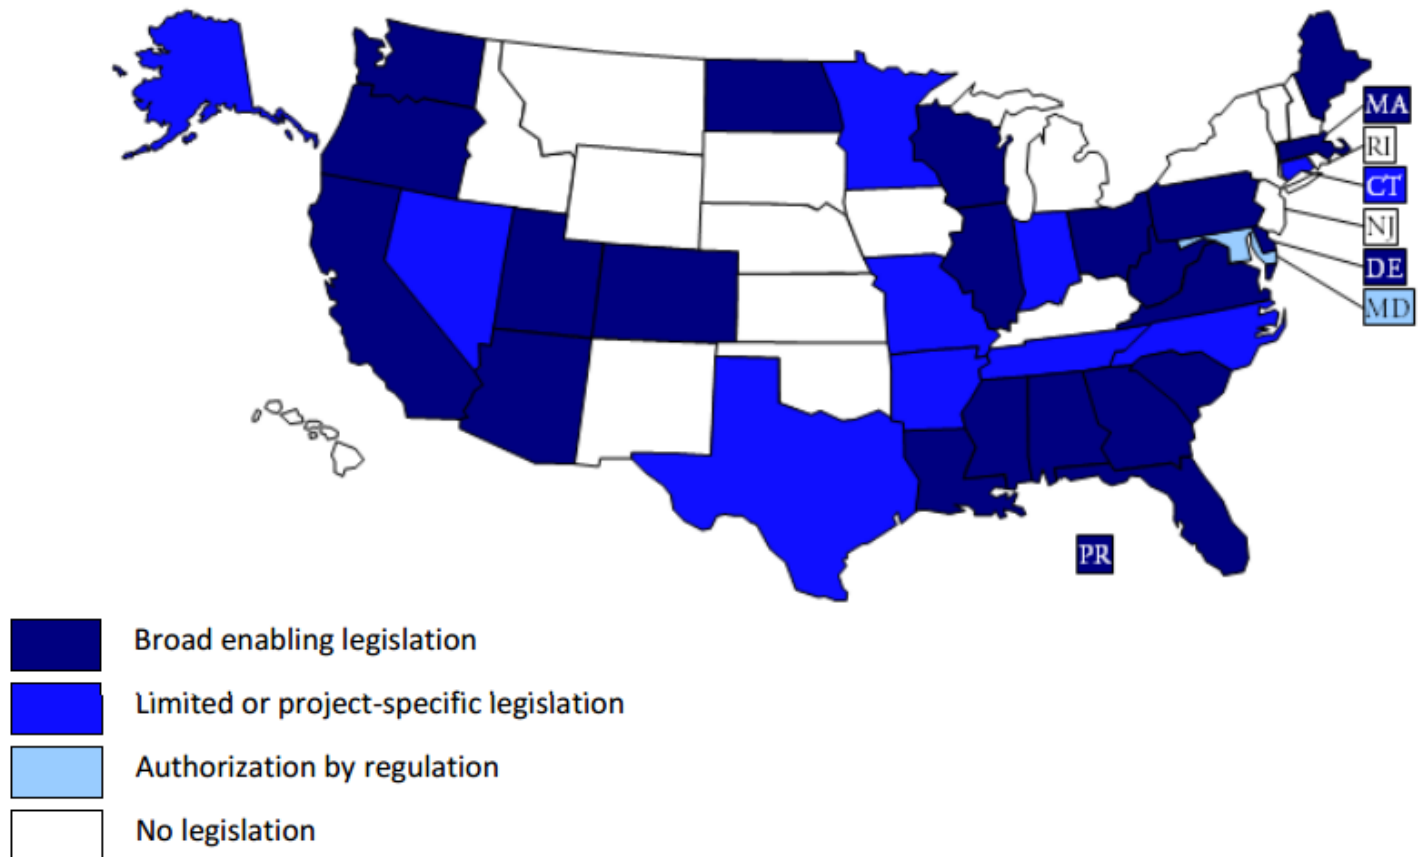 MA
RI
CT
NJ
DE
MD
PR
Broad enabling legislation
Limited or project-specific legislation
Authorization by regulation
No legislation